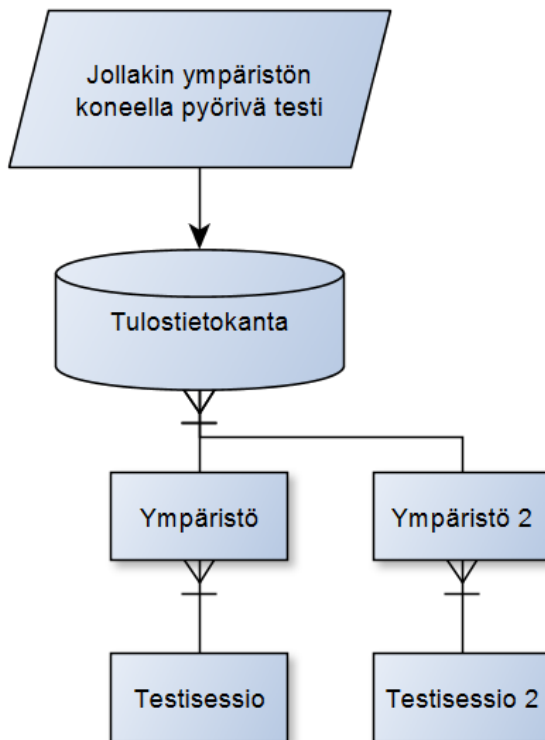 Jollakin ympäristön
koneella pyörivä testi
Tulostietokanta
Ympäristö
Ympäristö 2
Testisessio
Testisessio 2